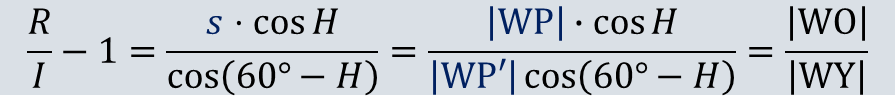 R/I − 1 = s · cos H / cos(60° − H) = |WP| · cos H / |WP′| cos(60° − H) = |WO| / |WY|